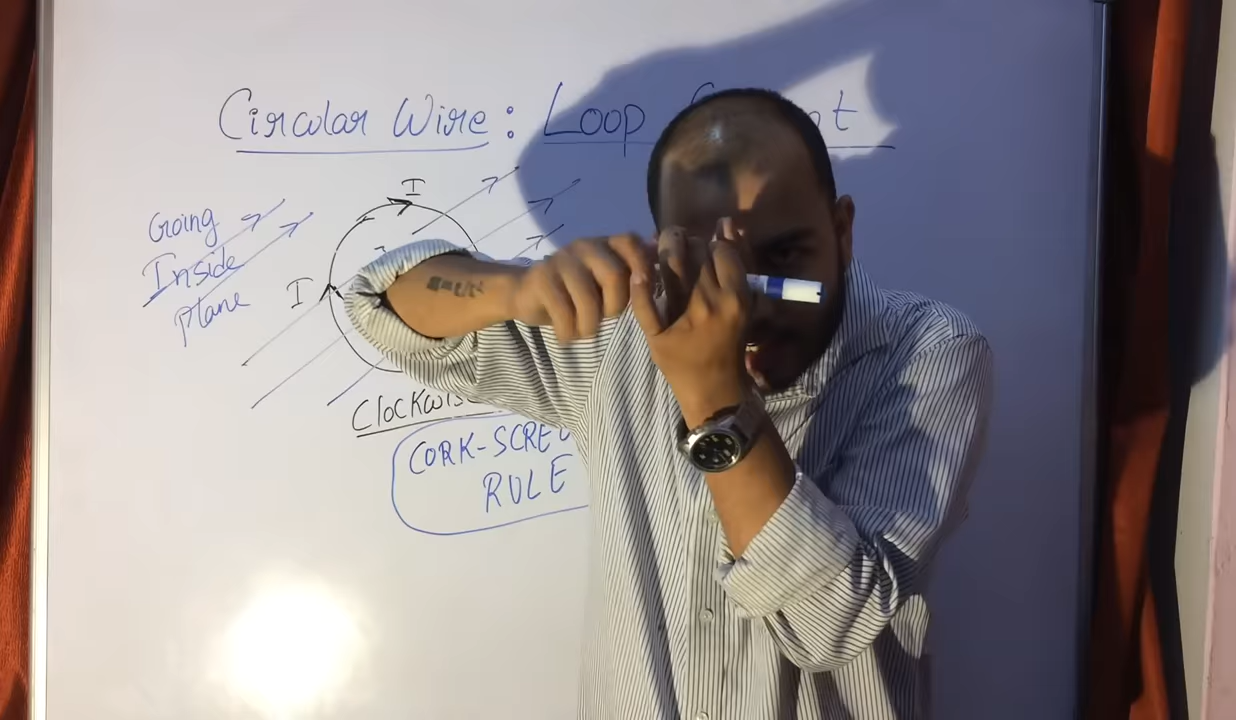 Circular Wire: Loop
I
Going
Inside
Plane
I
Clockwise
CORK-SCREW
RULE